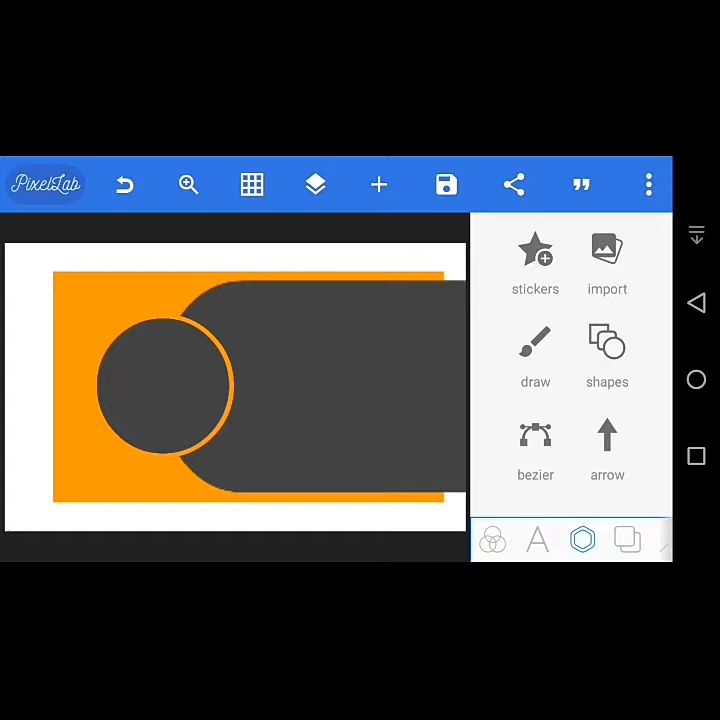 PixelLab
stickers
import
draw
shapes
bezier
arrow